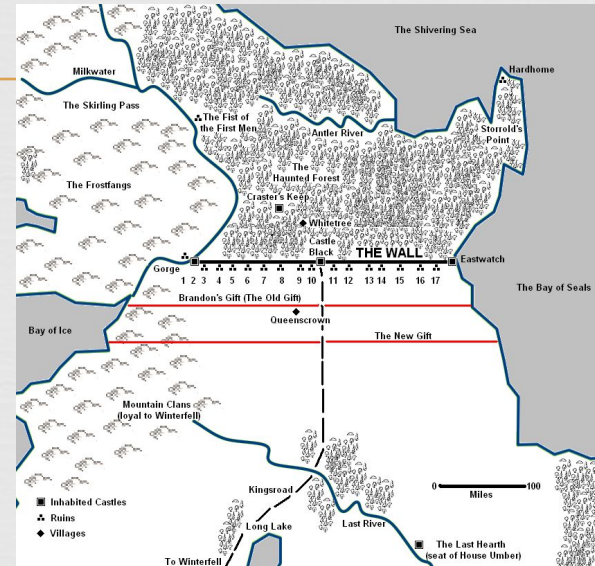 The Shivering Sea
Hardhome
Milkwater
The Skirling Pass
The Fist of
the First Men
Antler River
Storrold's
Point
The
Haunted Forest
The Frostfangs
Craster's Keep
Whitetree
Castle
Black
THE WALL
Eastwatch
Gorge
1 2 3 4 5 6 7 8 9 10 11 12 13 14 15 16 17
The Bay of Seals
Brandon's Gift (The Old Gift)
Queenscrown
Bay of Ice
The New Gift
Mountain Clans
(loyal to Winterfell)
0 100
Miles
Kingsroad
Inhabited Castles
Ruins
Villages
Long Lake
Last River
The Last Hearth
(seat of House Umber)
To Winterfell